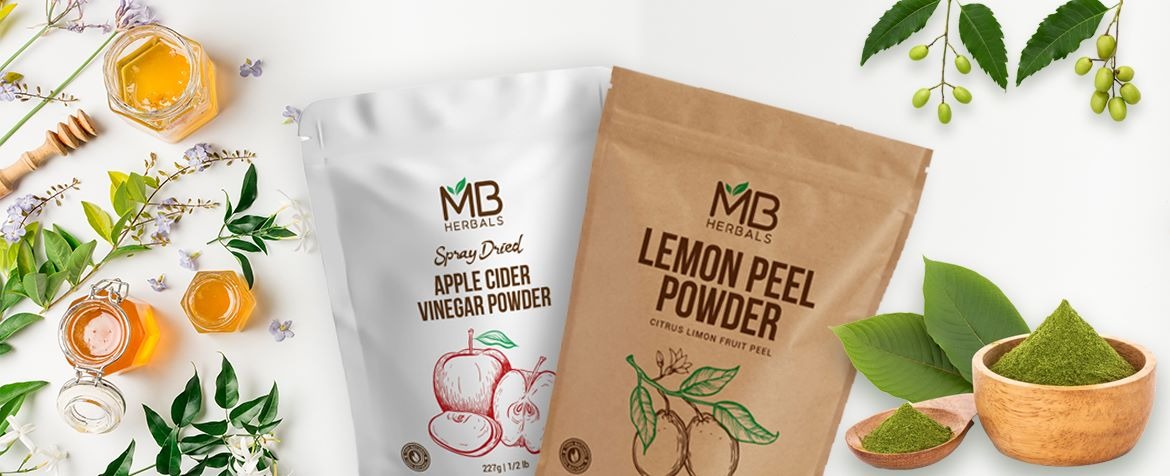 MB
HERBALS
Spray Dried
APPLE CIDER
VINEGAR POWDER
227g | 1/2 lb
MB
HERBALS
LEMON PEEL
POWDER
CITRUS LIMON FRUIT PEEL